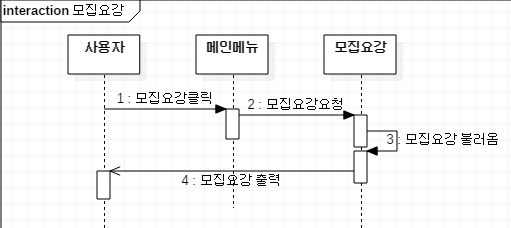 interaction 모집요강
사용자
메인메뉴
모집요강
1 : 모집요강클릭
2 : 모집요강요청
3 : 모집요강 불러옴
4 : 모집요강 출력